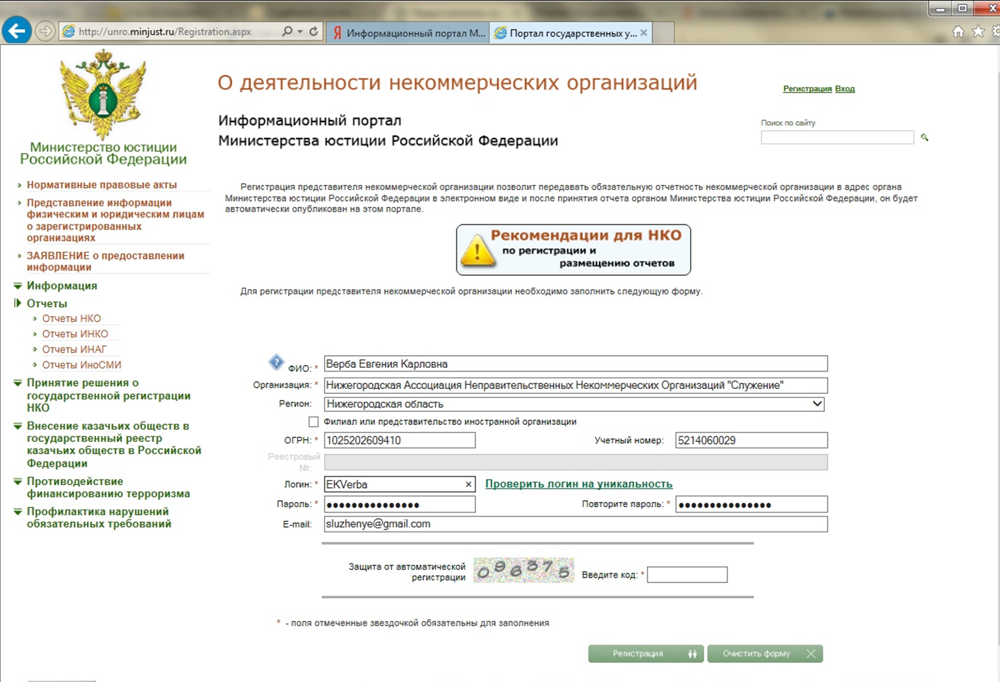 http://unro.minjust.ru/Registration.aspx
Информационный портал М...
Портал государственных у...
Министерство юстиции
Российской Федерации
О деятельности некоммерческих организаций
Регистрация Вход
Информационный портал
Министерства юстиции Российской Федерации
Поиск по сайту
Нормативные правовые акты
Представление информации
физическим и юридическим лицам
о зарегистрированных
организациях
ЗАЯВЛЕНИЕ о предоставлении
информации
Информация
Отчеты
Отчеты НКО
Отчеты ИНКО
Отчеты ИНАГ
Отчеты ИноСМИ
Принятие решения о
государственной регистрации
НКО
Внесение казачьих обществ в
государственный реестр
казачьих обществ в Российской
Федерации
Противодействие
финансированию терроризма
Профилактика нарушений
обязательных требований
Регистрация представителя некоммерческой организации позволит передавать обязательную отчетность некоммерческой организации в адрес органа
Министерства юстиции Российской Федерации в электронном виде и после принятия отчета органом Министерства юстиции Российской Федерации, он будет
автоматически опубликован на этом портале.
Рекомендации для НКО
по регистрации и
размещению отчетов
Для регистрации представителя некоммерческой организации необходимо заполнить следующую форму.
ФИО: * Верба Евгения Карловна
Организация: * Нижегородская Ассоциация Неправительственных Некоммерческих Организаций "Служение"
Регион: Нижегородская область
Филиал или представительство иностранной организации
ОГРН: * 1025202609410 Учетный номер: 5214060029
Реестровый
№:
Логин: * EKVerba Проверить логин на уникальность
Пароль: * ●●●●●●●●●●●●●●● Повторите пароль: * ●●●●●●●●●●●●●●●
E-mail: sluzhenye@gmail.com
Защита от автоматической
регистрации
096375
Введите код: *
* - поля отмеченные звездочкой обязательны для заполнения
Регистрация
Очистить форму